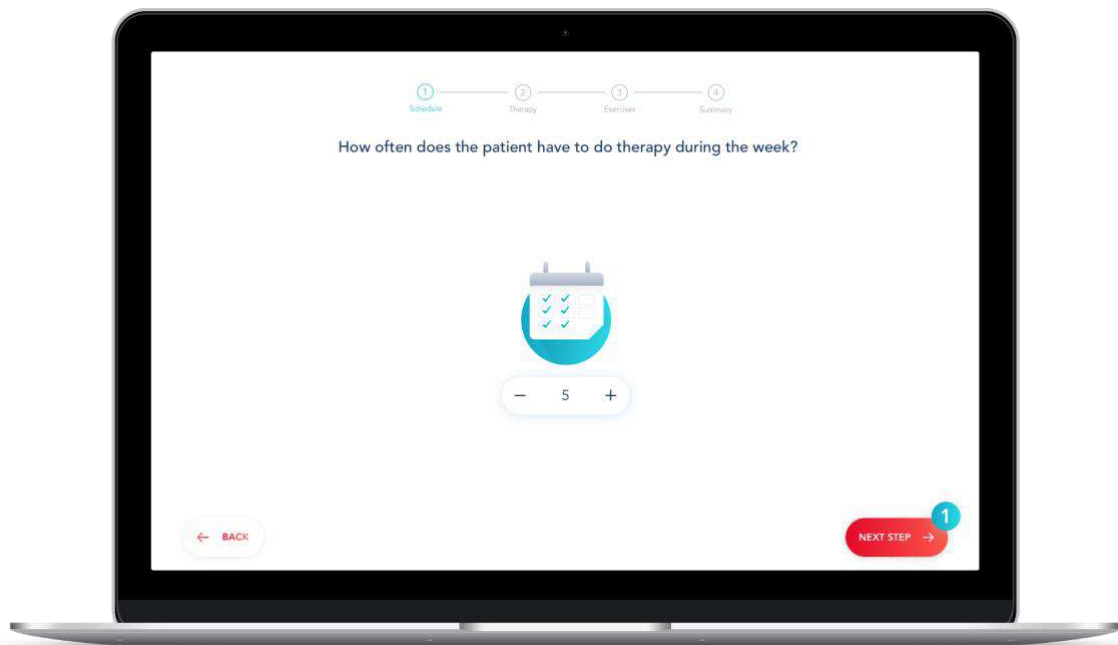 1 2 3 4
Schedule Therapy Exercises Summary
How often does the patient have to do therapy during the week?
− 5 +
← BACK
NEXT STEP →
1